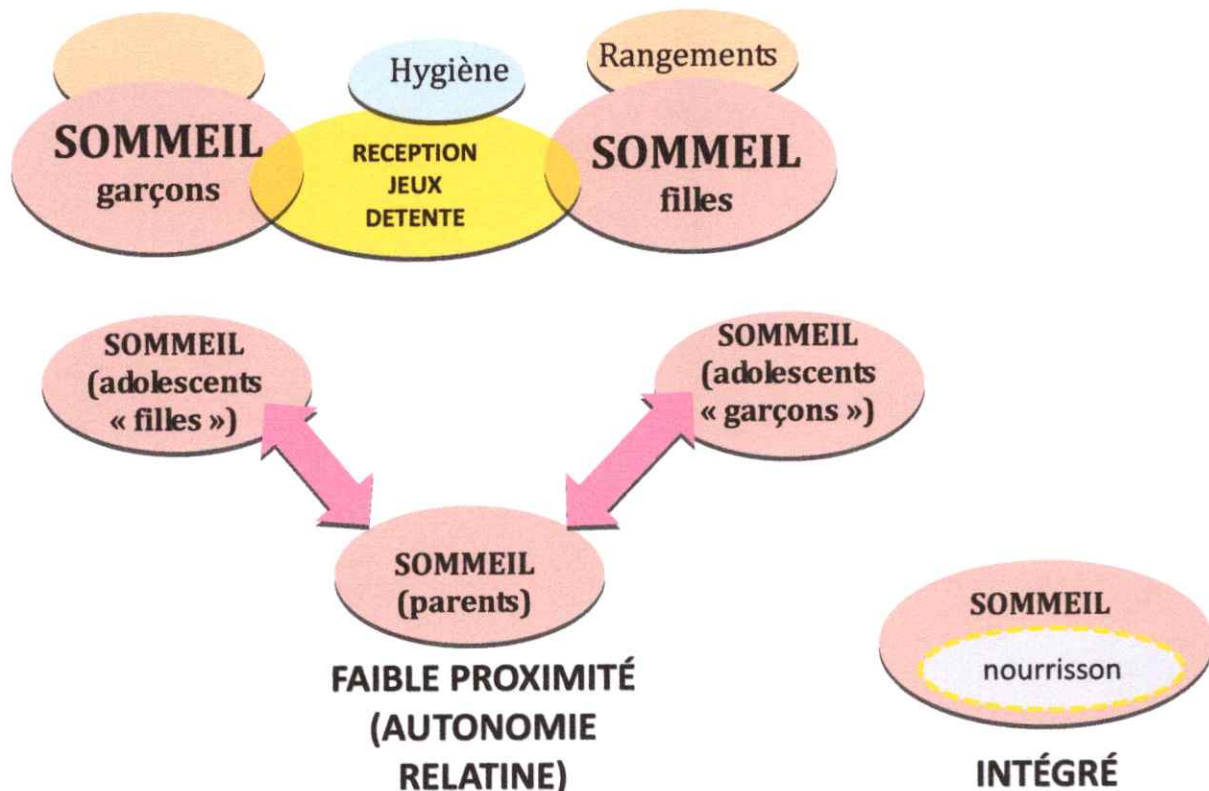 Hygiène
Rangements
SOMMEIL
garçons
RECEPTION
JEUX
DETENTE
SOMMEIL
filles
SOMMEIL
(adolescents
« filles »)
SOMMEIL
(adolescents
« garçons »)
SOMMEIL
(parents)
FAIBLE PROXIMITÉ
(AUTONOMIE
RELATINE)
SOMMEIL
nourrisson
INTÉGRÉ